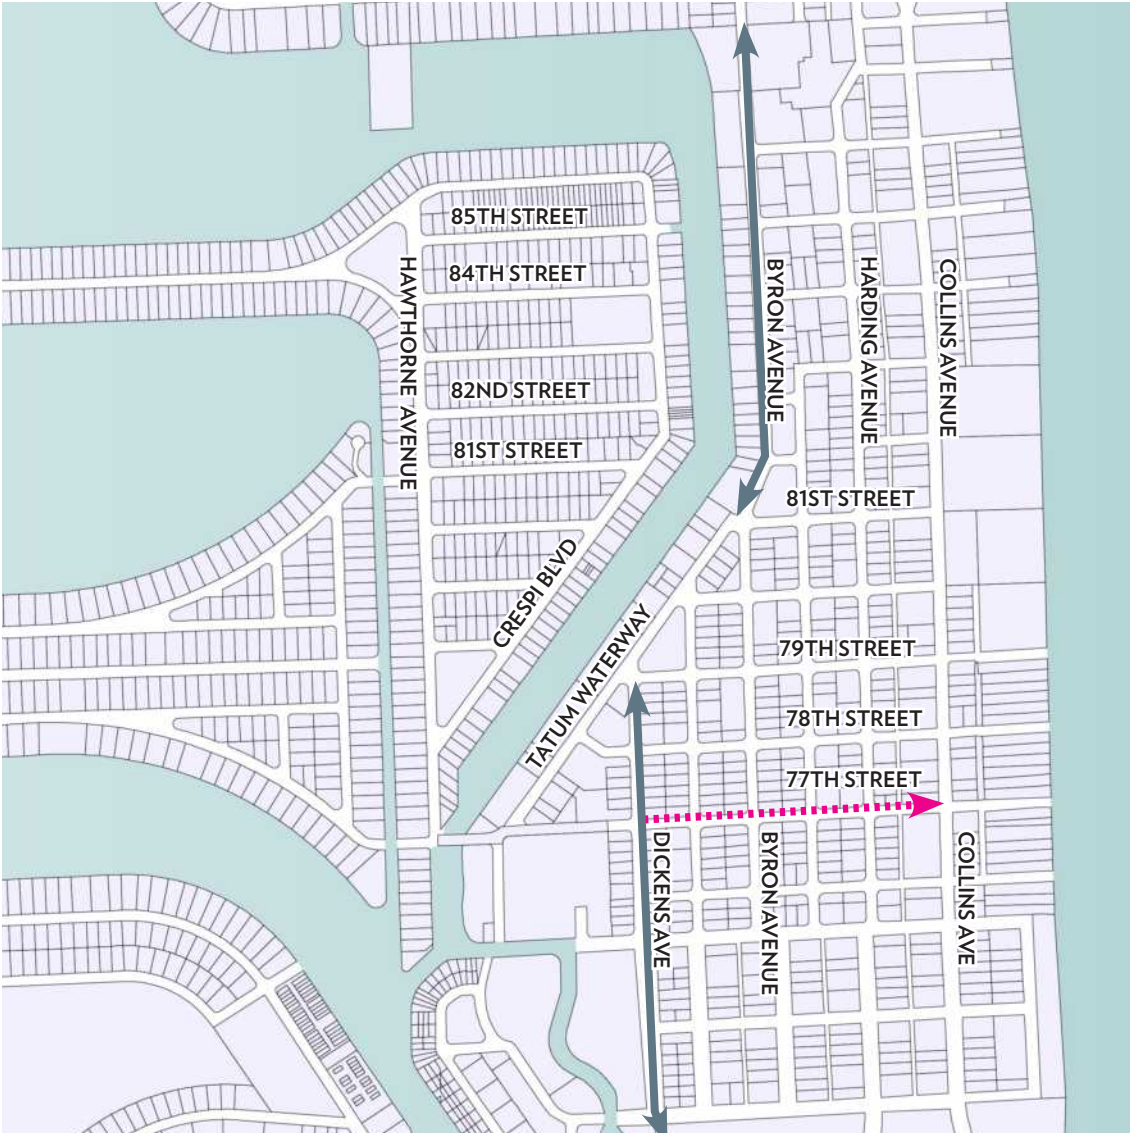 85TH STREET
84TH STREET
HAWTHORNE AVENUE
BYRON AVENUE
HARDING AVENUE
COLLINS AVENUE
82ND STREET
81ST STREET
81ST STREET
CRESPI BLVD
TATUM WATERWAY
79TH STREET
78TH STREET
77TH STREET
DICKENS AVE
BYRON AVENUE
COLLINS AVE